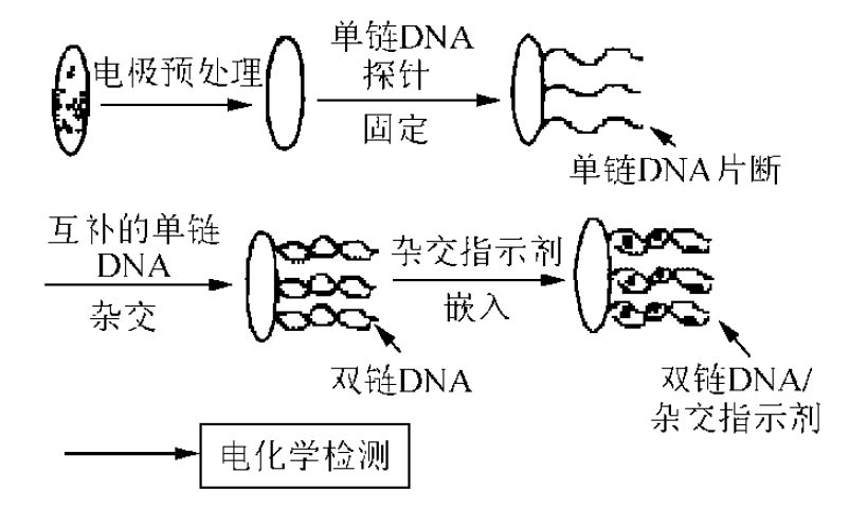 电极预处理
单链DNA
探针
固定
单链DNA片断
互补的单链
DNA
杂交
双链DNA
杂交指示剂
嵌入
双链DNA/
杂交指示剂
电化学检测